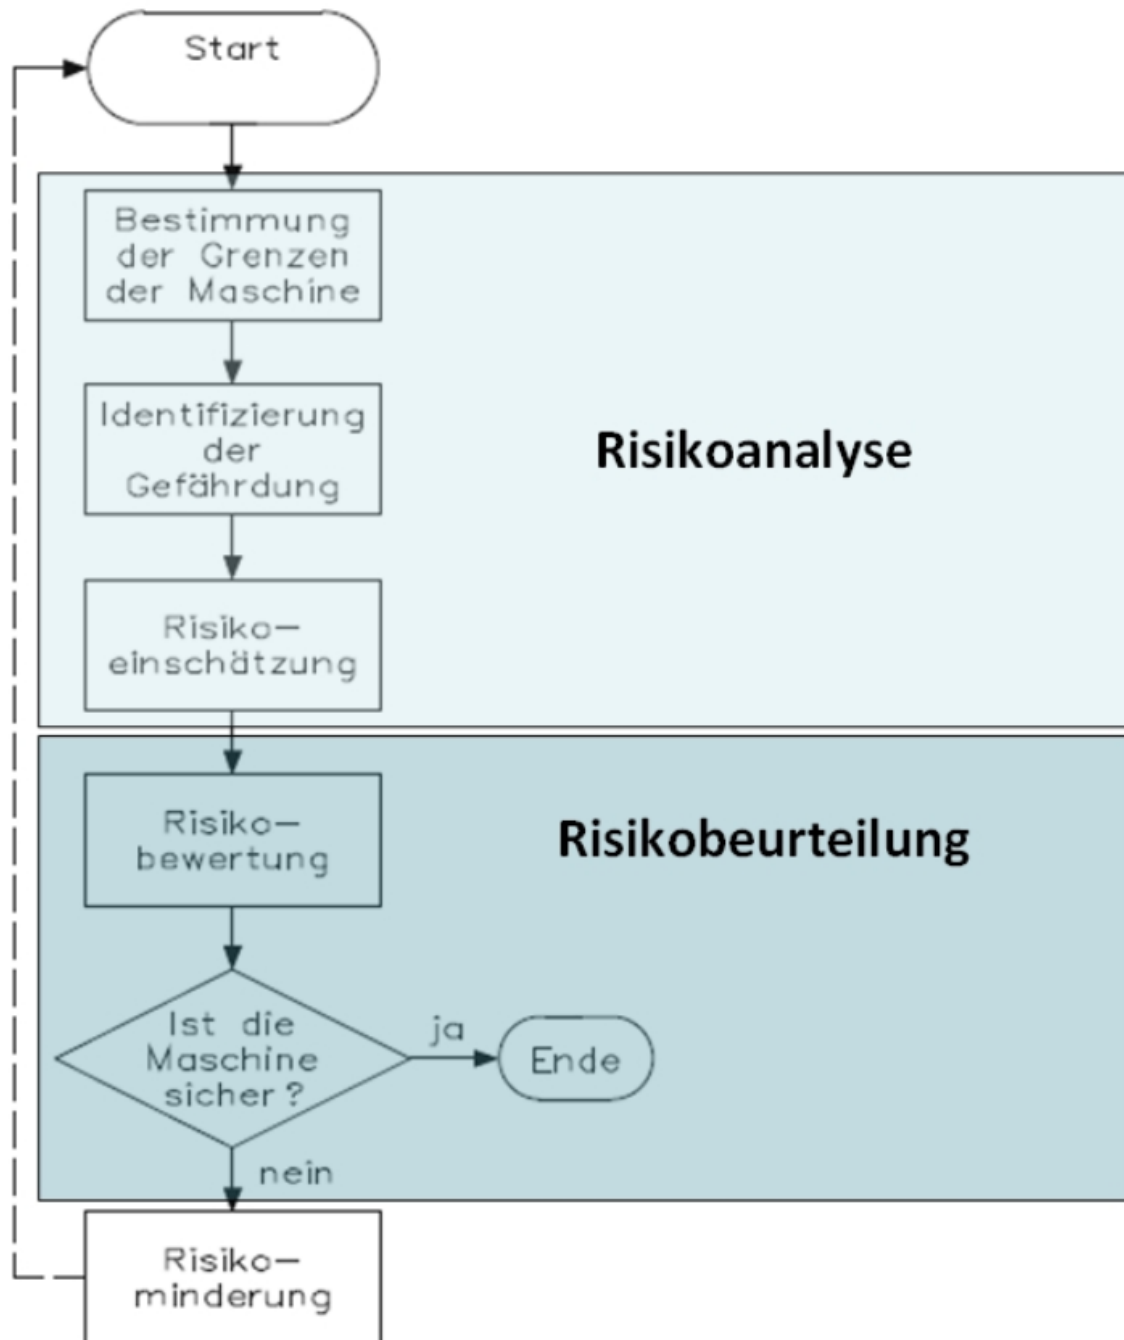 Start
Bestimmung
der Grenzen
der Maschine
Identifizierung
der
Gefährdung
Risikoanalyse
Risiko–
einschätzung
Risiko–
bewertung
Risikobeurteilung
Ist die
Maschine
sicher?
ja
Ende
nein
Risiko–
minderung